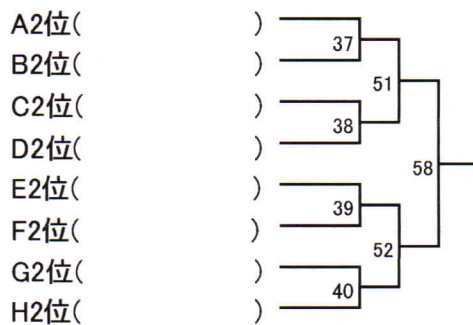 A2位(　　　　　)
37
B2位(　　　　　)
51
C2位(　　　　　)
38
D2位(　　　　　)
58
E2位(　　　　　)
39
F2位(　　　　　)
52
G2位(　　　　　)
40
H2位(　　　　　)